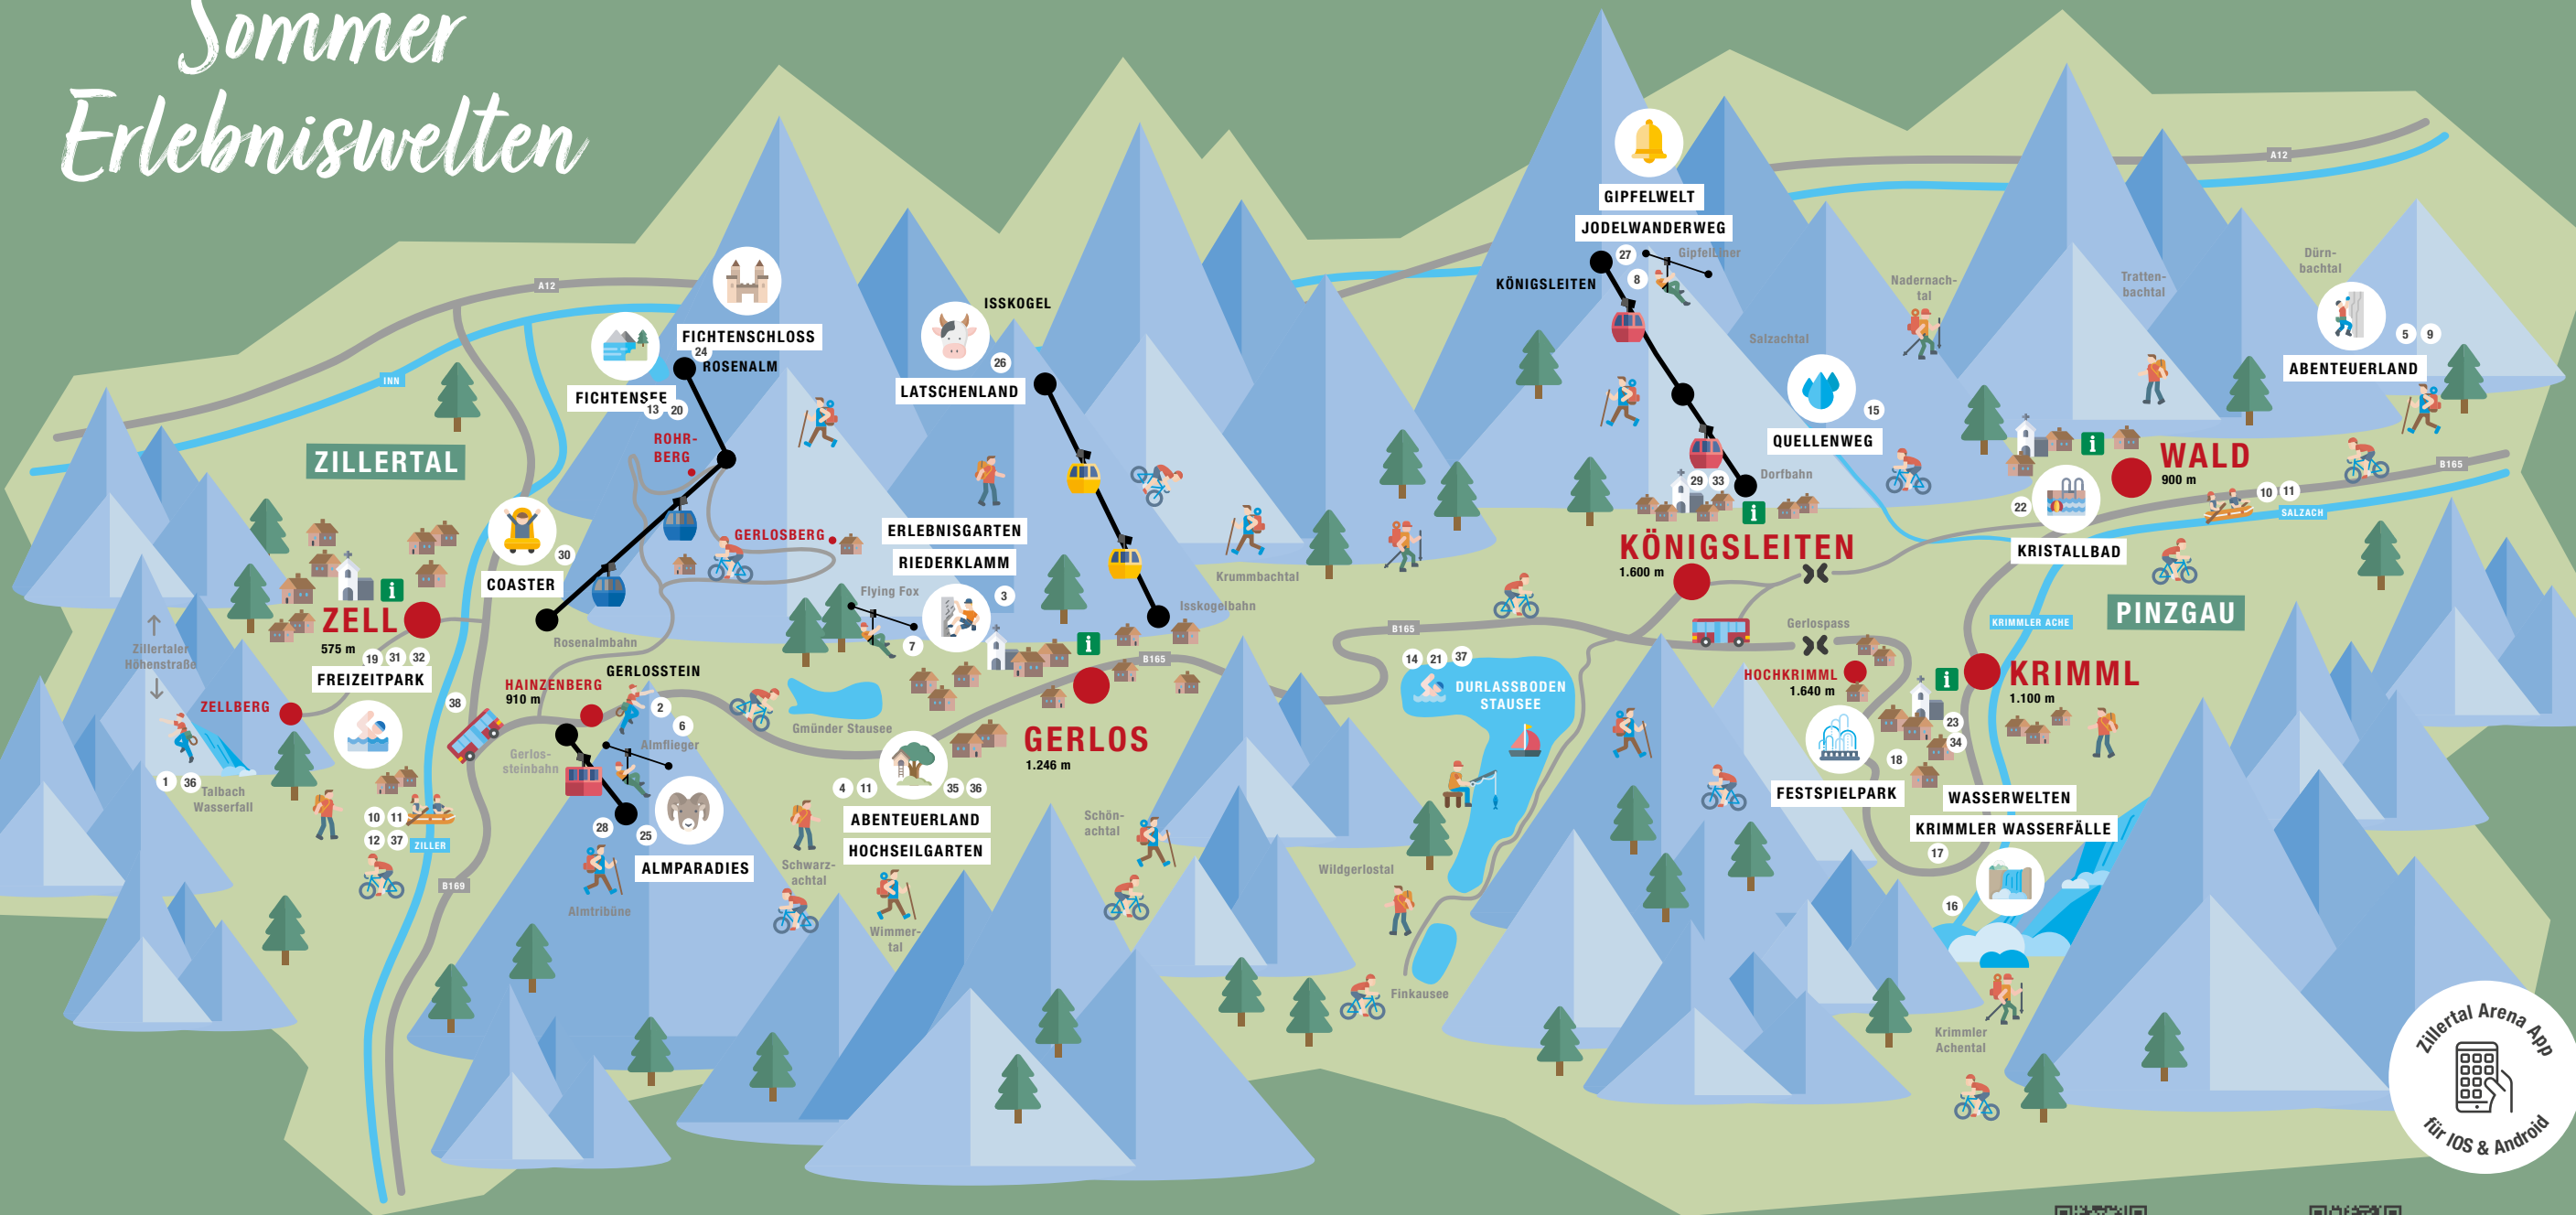 Sommer
Erlebniswelten
A12
INN
ZILLERTAL
FICHTENSCHLOSS
24
ROSENALM
FICHTENSEE
13 20
ROHR-
BERG
GERLOSBERG
COASTER
30
Rosenalmbahn
ZELL
575 m
19 31 32
FREIZEITPARK
Zillertaler
Höhenstraße
ZELLBERG
1 36
Talbach
Wasserfall
38
10 11
12 37
ZILLER
B169
HAINZENBERG
910 m
GERLOSSTEIN
2
6
Almflieger
Gerlos-
steinbahn
28
25
ALMPARADIES
Almtribüne
ISSKOGEL
26
LATSCHENLAND
ERLEBNISGARTEN
RIEDERKLAMM
3
Flying Fox
7
Isskogelbahn
Krummbachtal
B165
Gmünder Stausee
GERLOS
1.246 m
4 11
35 36
ABENTEUERLAND
HOCHSEILGARTEN
Schwarz-
achtal
Wimmer-
tal
Schön-
achtal
GIPFELWELT
JODELWANDERWEG
27
GipfelLiner
8
KÖNIGSLEITEN
Salzachtal
Nadernach-
tal
15
QUELLENWEG
Dorfbahn
29 33
KÖNIGSLEITEN
1.600 m
B165
Gerlospass
14 21 37
DURLASSBODEN
STAUSEE
Wildgerlostal
Finkausee
A12
Tratten-
bachtal
Dürn-
bachtal
5 9
ABENTEUERLAND
WALD
900 m
B165
10 11
SALZACH
22
KRISTALLBAD
KRIMMLER ACHE
PINZGAU
HOCHKRIMML
1.640 m
KRIMML
1.100 m
23
34
18
FESTSPIELPARK
WASSERWELTEN
KRIMMLER WASSERFÄLLE
17
16
Krimmler
Achental
Zillertal Arena App
für IOS & Android